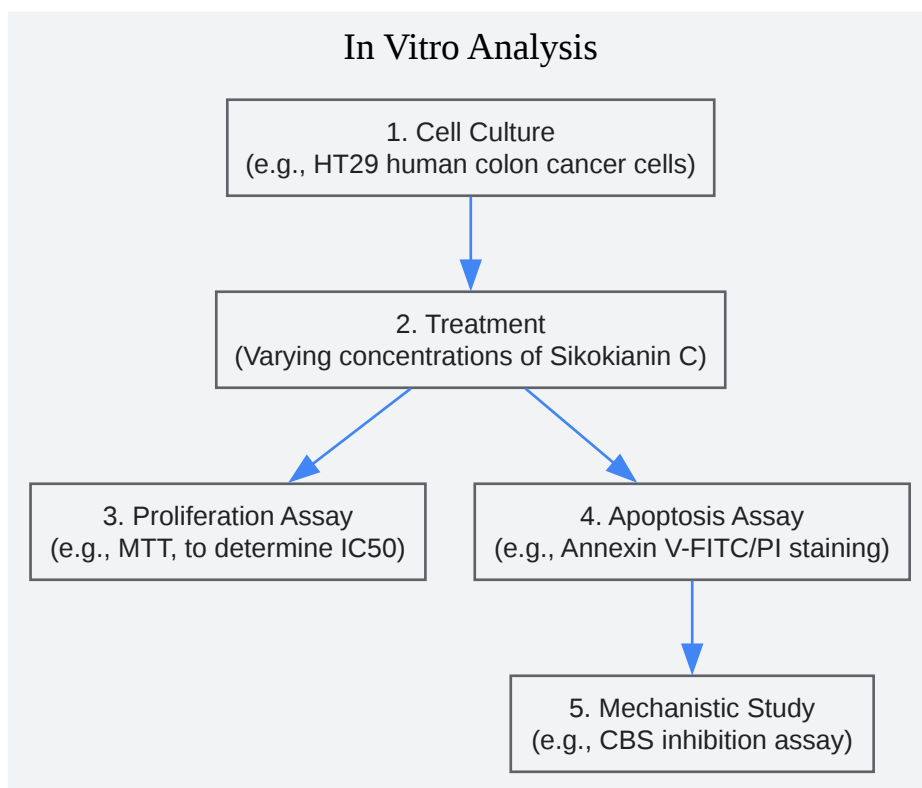 In Vitro Analysis
1. Cell Culture
(e.g., HT29 human colon cancer cells)
2. Treatment
(Varying concentrations of Sikokianin C)
3. Proliferation Assay
(e.g., MTT, to determine IC50)
4. Apoptosis Assay
(e.g., Annexin V-FITC/PI staining)
5. Mechanistic Study
(e.g., CBS inhibition assay)